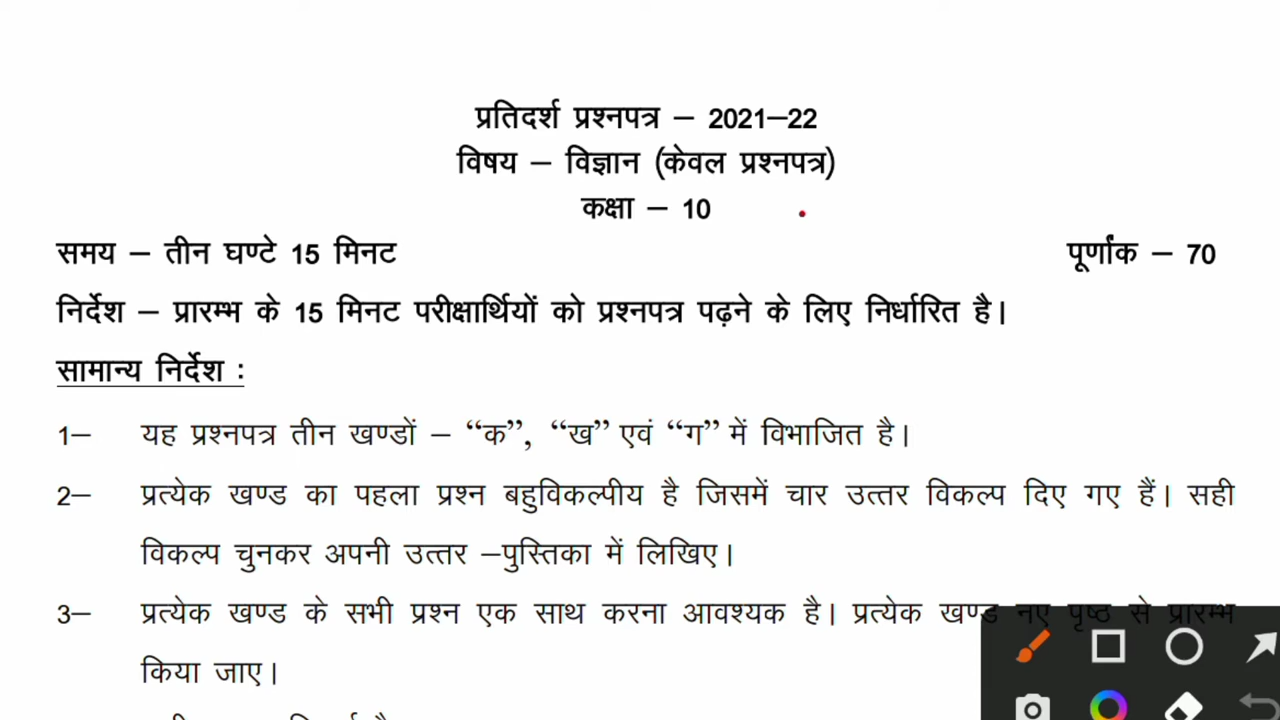 प्रतिदर्श प्रश्नपत्र – 2021–22
विषय – विज्ञान (केवल प्रश्नपत्र)
कक्षा – 10
समय – तीन घण्टे 15 मिनट पूर्णांक – 70
निर्देश – प्रारम्भ के 15 मिनट परीक्षार्थियों को प्रश्नपत्र पढ़ने के लिए निर्धारित है।
सामान्य निर्देश :
1– यह प्रश्नपत्र तीन खण्डों – “क”, “ख” एवं “ग” में विभाजित है।
2– प्रत्येक खण्ड का पहला प्रश्न बहुविकल्पीय है जिसमें चार उत्तर विकल्प दिए गए हैं। सही
विकल्प चुनकर अपनी उत्तर –पुस्तिका में लिखिए।
3– प्रत्येक खण्ड के सभी प्रश्न एक साथ करना आवश्यक है। प्रत्येक खण्ड नए पृष्ठ से प्रारम्भ
किया जाए।